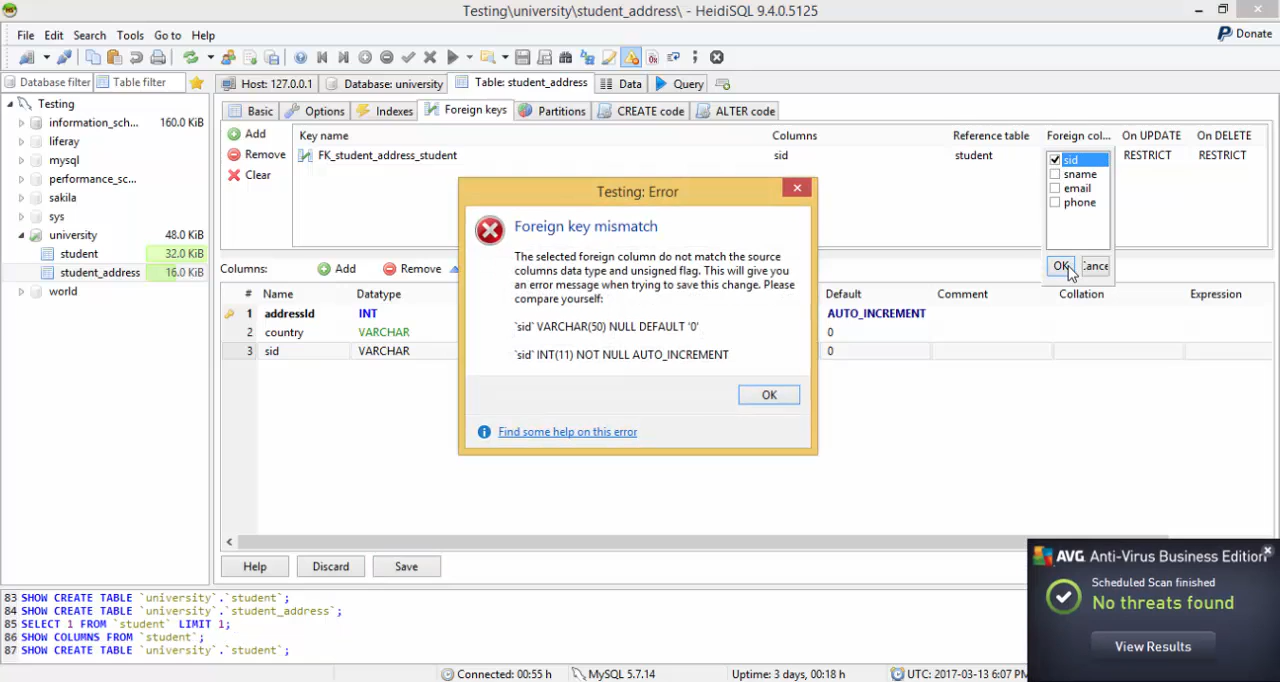 Testing\university\student_address\ - HeidiSQL 9.4.0.5125
File Edit Search Tools Go to Help
Donate
Database filter Table filter Host: 127.0.0.1 Database: university Table: student_address Data Query
Testing
information_sch... 160.0 KiB
liferay
mysql
performance_sc...
sakila
sys
university 48.0 KiB
student 32.0 KiB
student_address 16.0 KiB
world
Basic Options Indexes Foreign keys Partitions CREATE code ALTER code
Add
Remove
Clear
Key name Columns Reference table Foreign col... On UPDATE On DELETE
FK_student_address_student sid student RESTRICT RESTRICT
sid
sname
email
phone
OK
Testing: Error
Foreign key mismatch
The selected foreign column do not match the source
columns data type and unsigned flag. This will give you
an error message when trying to save this change. Please
compare yourself:
`sid` VARCHAR(50) NULL DEFAULT '0'
`sid` INT(11) NOT NULL AUTO_INCREMENT
OK
Find some help on this error
Columns: Add Remove
# Name Datatype Default Comment Collation Expression
1 addressId INT AUTO_INCREMENT
2 country VARCHAR 0
3 sid VARCHAR 0
Help Discard Save
83 SHOW CREATE TABLE `university`.`student`;
84 SHOW CREATE TABLE `university`.`student_address`;
85 SELECT 1 FROM `student` LIMIT 1;
86 SHOW COLUMNS FROM `student`;
87 SHOW CREATE TABLE `university`.`student`;
AVG Anti-Virus Business Edition
Scheduled Scan finished
No threats found
View Results
Connected: 00:55 h MySQL 5.7.14 Uptime: 3 days, 00:18 h UTC: 2017-03-13 6:07 PM